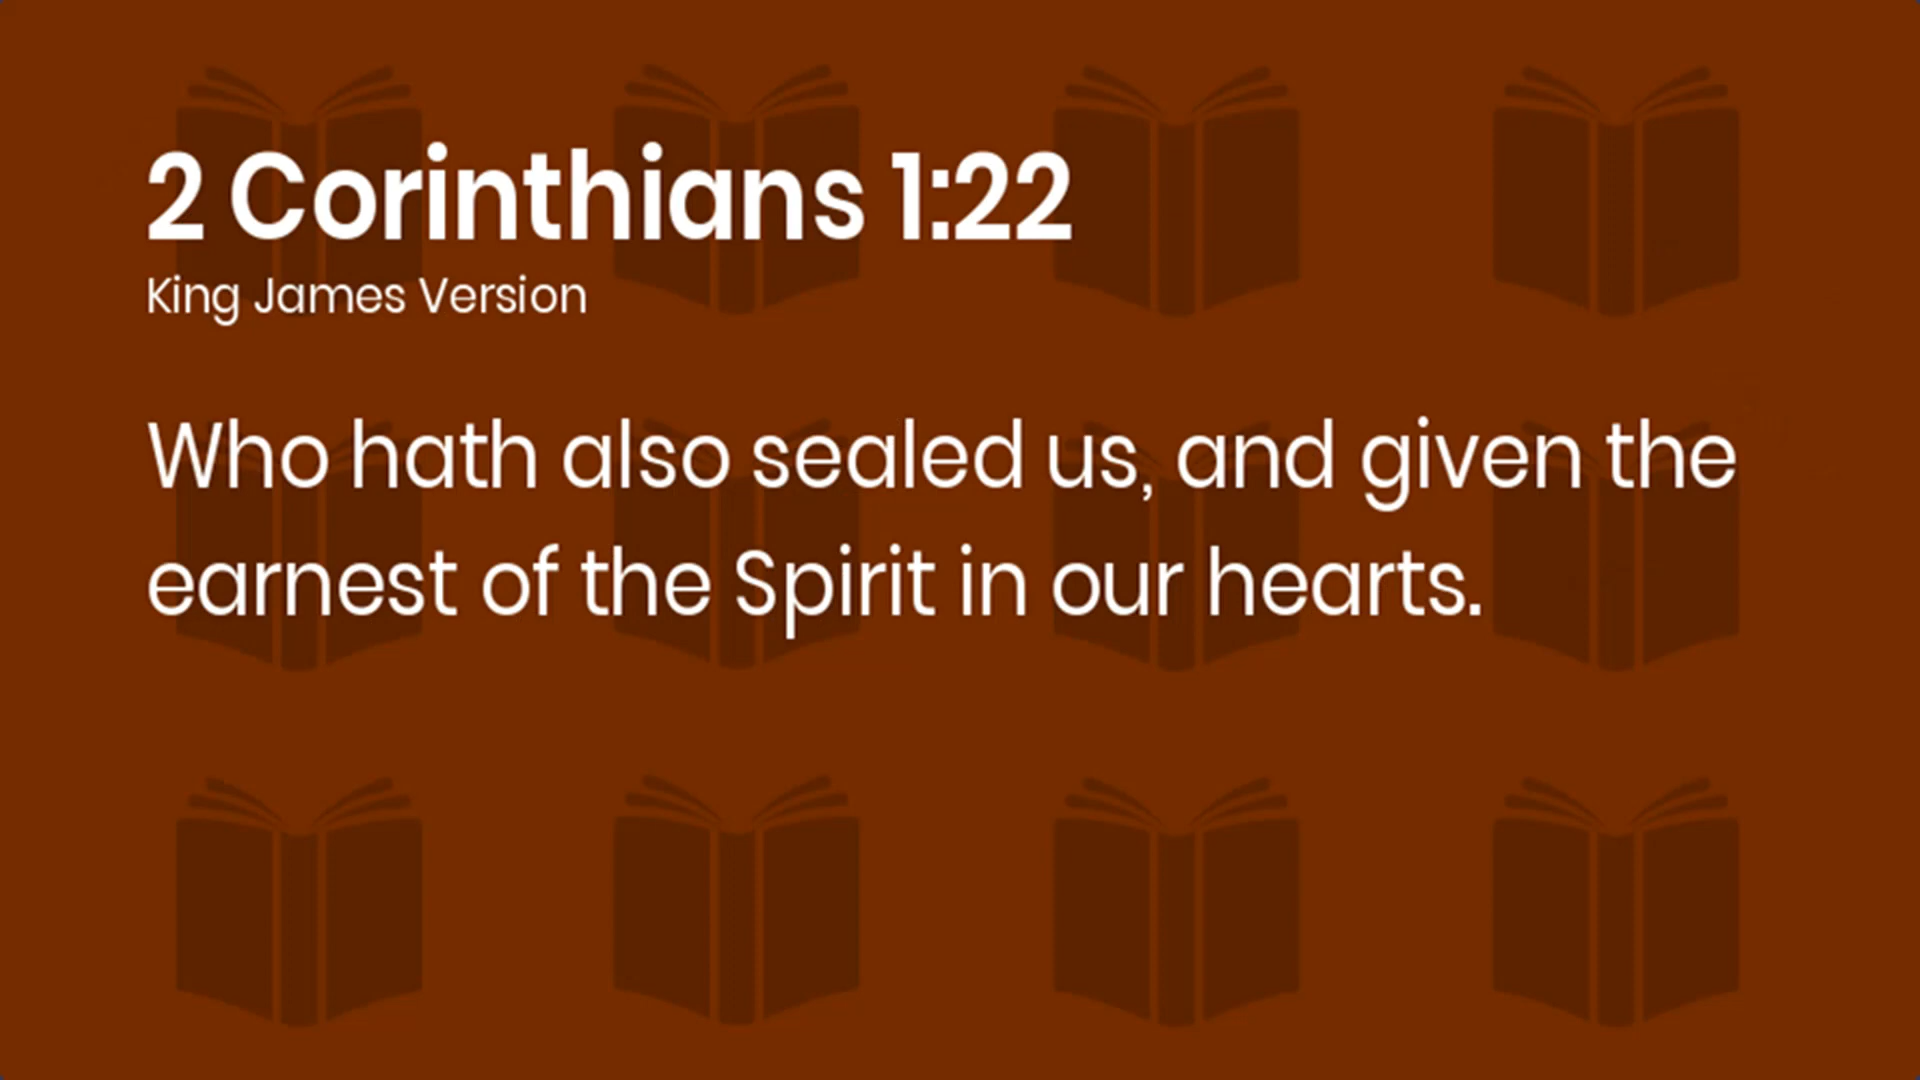 2 Corinthians 1:22
King James Version
Who hath also sealed us, and given the
earnest of the Spirit in our hearts.